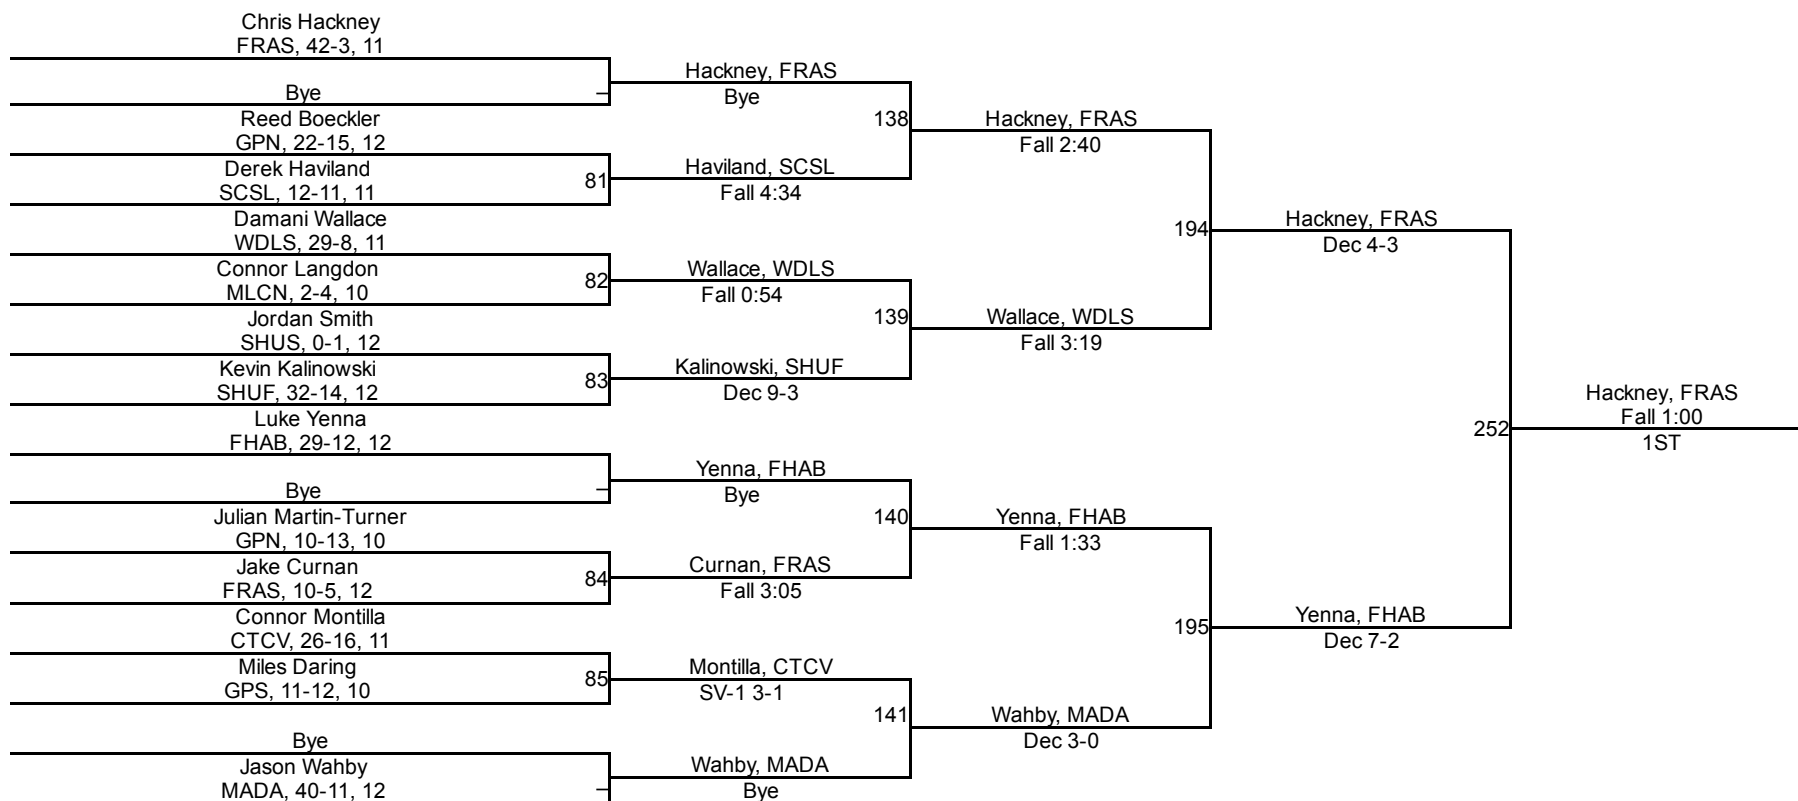 Chris Hackney
FRAS, 42-3, 11
Bye
–
Reed Boeckler
GPN, 22-15, 12
Derek Haviland
SCSL, 12-11, 11
81
Damani Wallace
WDLS, 29-8, 11
Connor Langdon
MLCN, 2-4, 10
82
Jordan Smith
SHUS, 0-1, 12
Kevin Kalinowski
SHUF, 32-14, 12
83
Luke Yenna
FHAB, 29-12, 12
Bye
–
Julian Martin-Turner
GPN, 10-13, 10
Jake Curnan
FRAS, 10-5, 12
84
Connor Montilla
CTCV, 26-16, 11
Miles Daring
GPS, 11-12, 10
85
Bye
Jason Wahby
MADA, 40-11, 12
–
Hackney, FRAS
Bye
138
Haviland, SCSL
Fall 4:34
Wallace, WDLS
Fall 0:54
139
Kalinowski, SHUF
Dec 9-3
Yenna, FHAB
Bye
140
Curnan, FRAS
Fall 3:05
Montilla, CTCV
SV-1 3-1
141
Wahby, MADA
Bye
Hackney, FRAS
Fall 2:40
194
Wallace, WDLS
Fall 3:19
Yenna, FHAB
Fall 1:33
195
Wahby, MADA
Dec 3-0
Hackney, FRAS
Dec 4-3
252
Yenna, FHAB
Dec 7-2
Hackney, FRAS
Fall 1:00
1ST